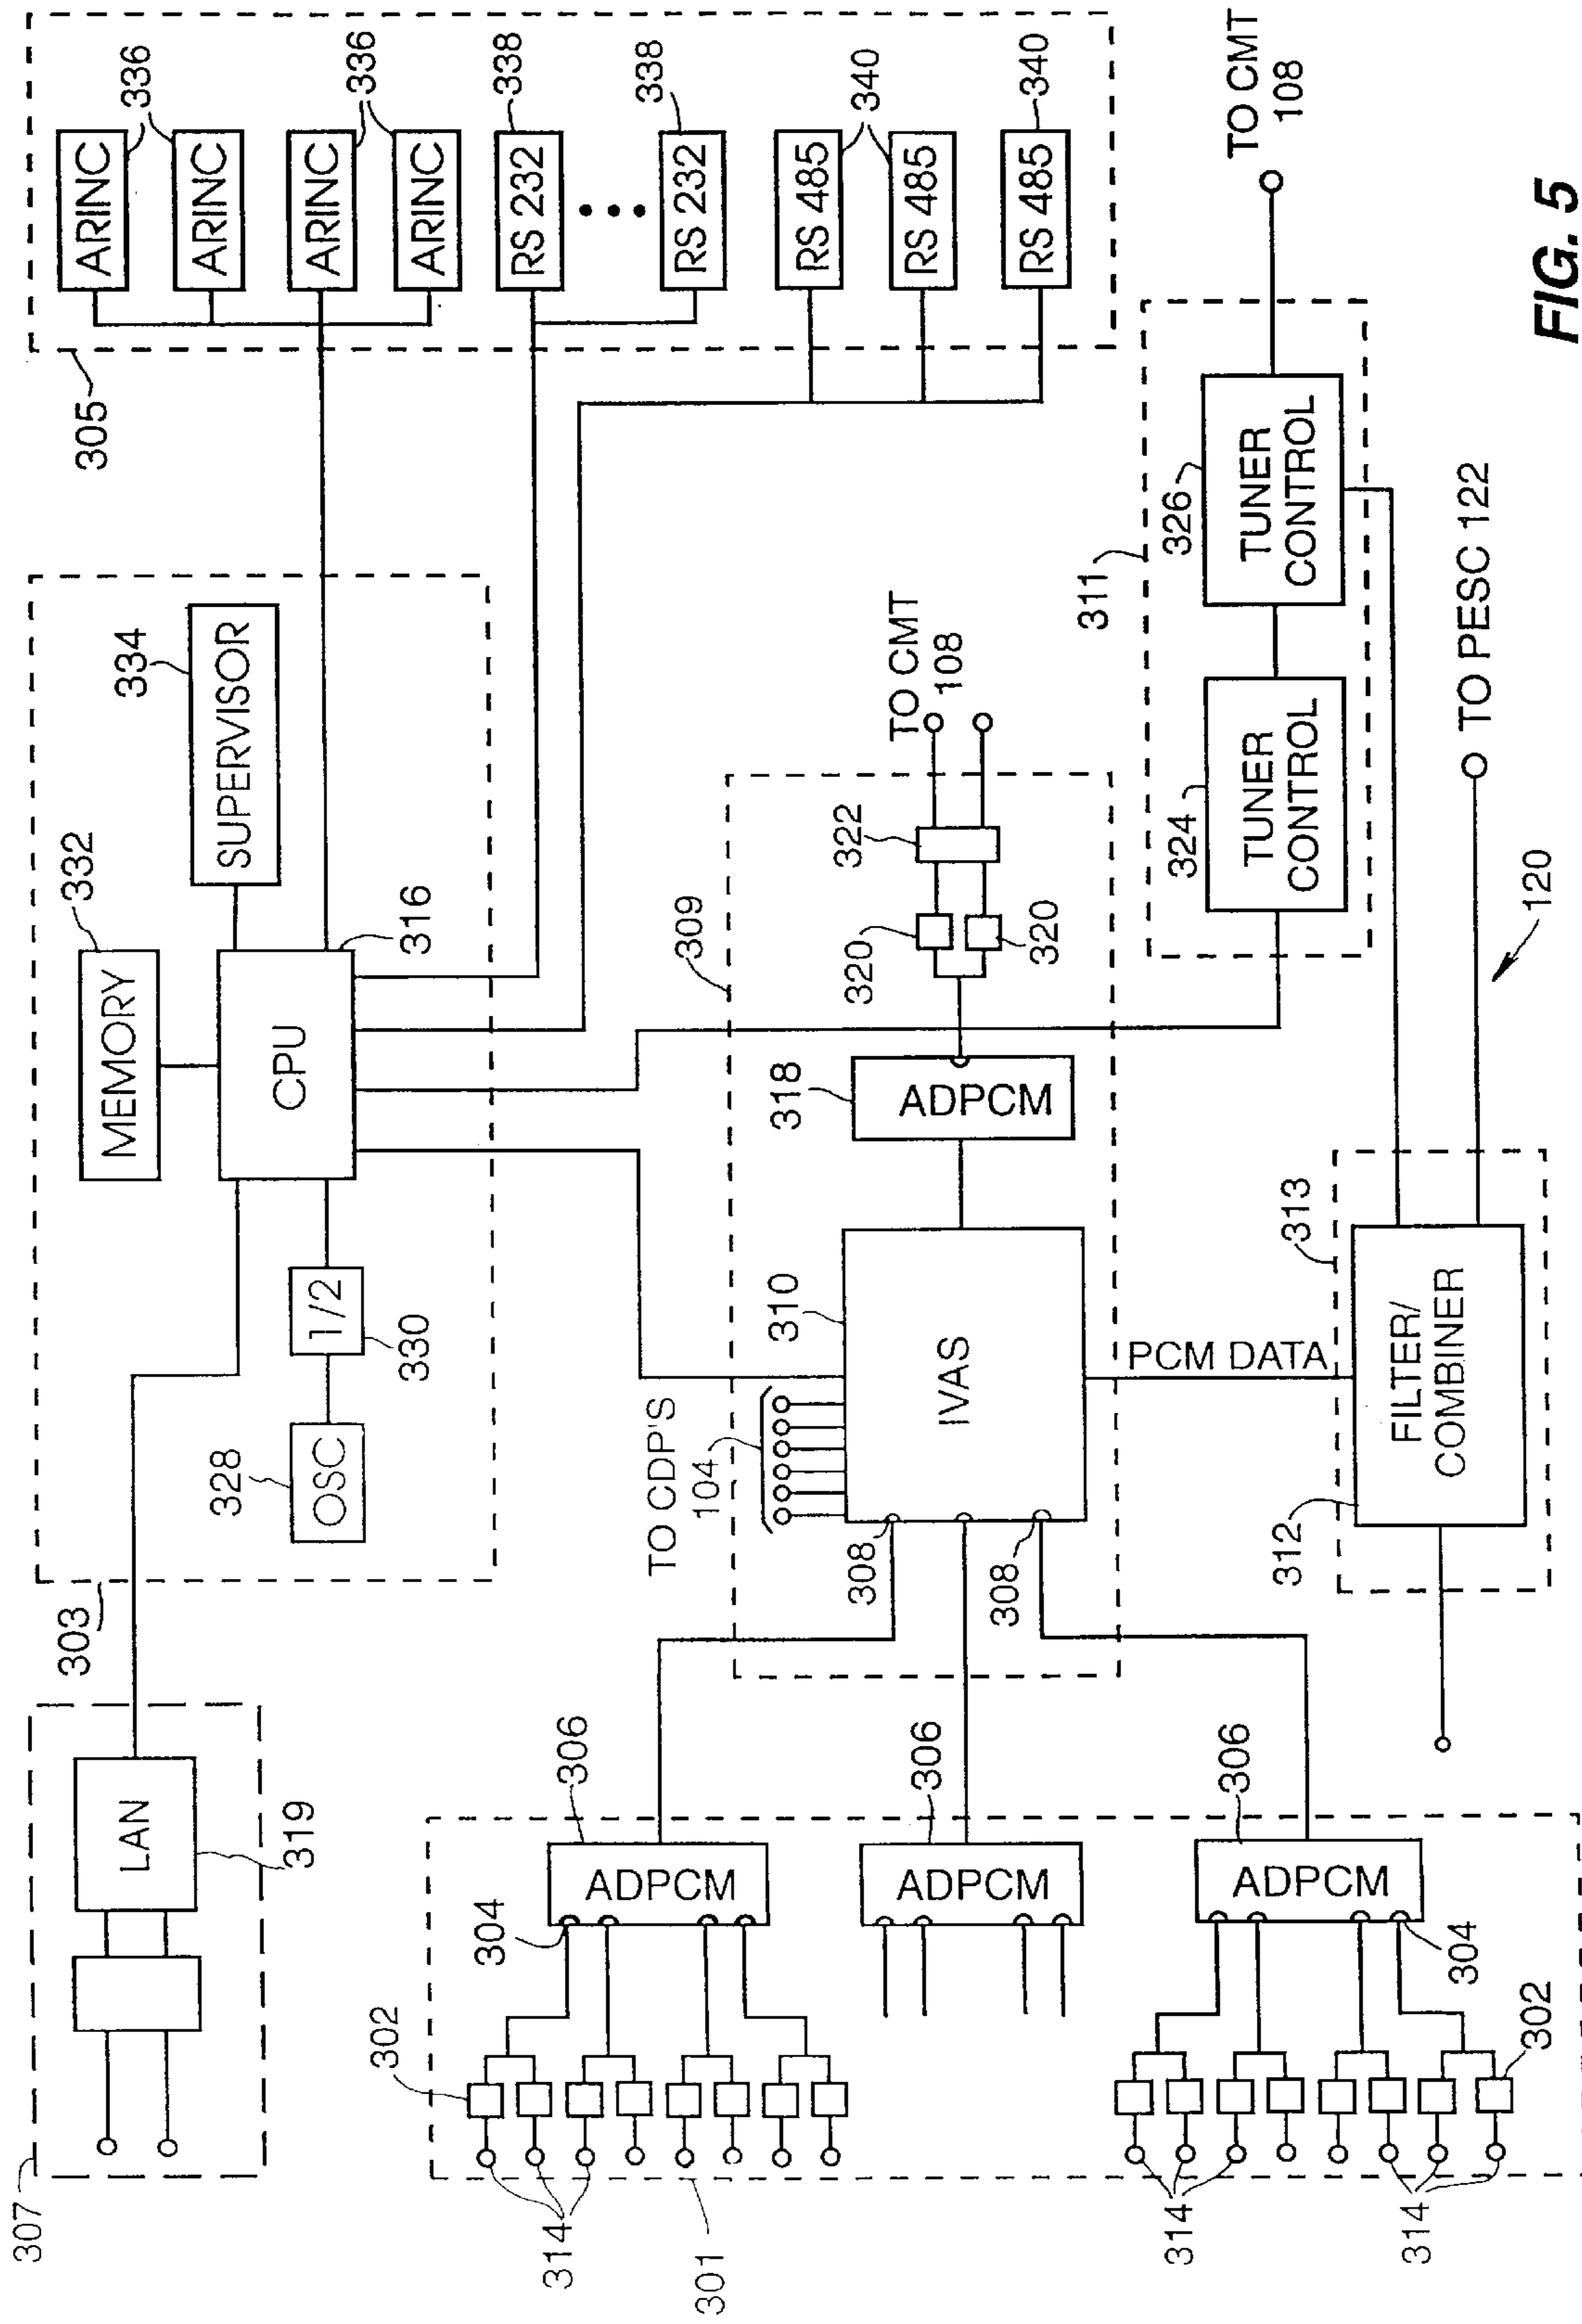 307
LAN
319
303
MEMORY
332
SUPERVISOR
334
CPU
316
OSC
328
1/2
330
305
ARINC
336
ARINC
ARINC
336
ARINC
RS 232
338
RS 232
338
RS 485
340
RS 485
RS 485
340
TO CDP'S
104
309
310
IVAS
308
308
318
ADPCM
320
320
322
TO CMT
108
PCM DATA
311
324
TUNER
CONTROL
326
TUNER
CONTROL
TO CMT
108
313
312
FILTER/
COMBINER
TO PESC 122
120
301
302
304
306
ADPCM
314
306
ADPCM
306
ADPCM
304
302
314
314
FIG. 5